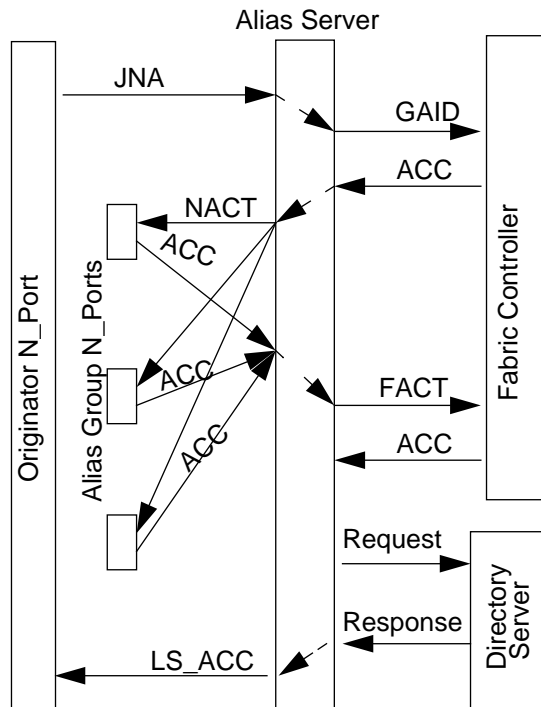 Alias Server
JNA
GAID
ACC
NACT
ACC
ACC
ACC
FACT
ACC
Request
Response
LS_ACC
Originator N_Port
Alias Group N_Ports
Fabric Controller
Directory
Server